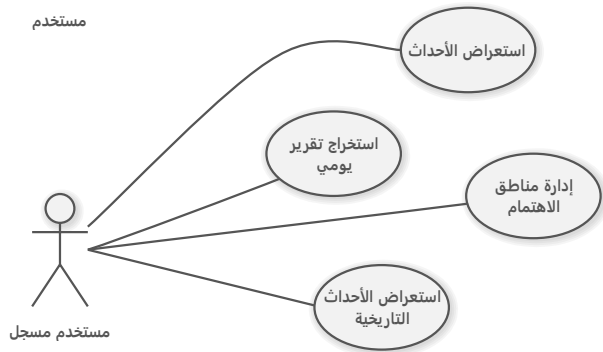 مستخدم
استعراض الأحداث
استخراج تقرير
يومي
إدارة مناطق
الاهتمام
استعراض الأحداث
التاريخية
مستخدم مسجل